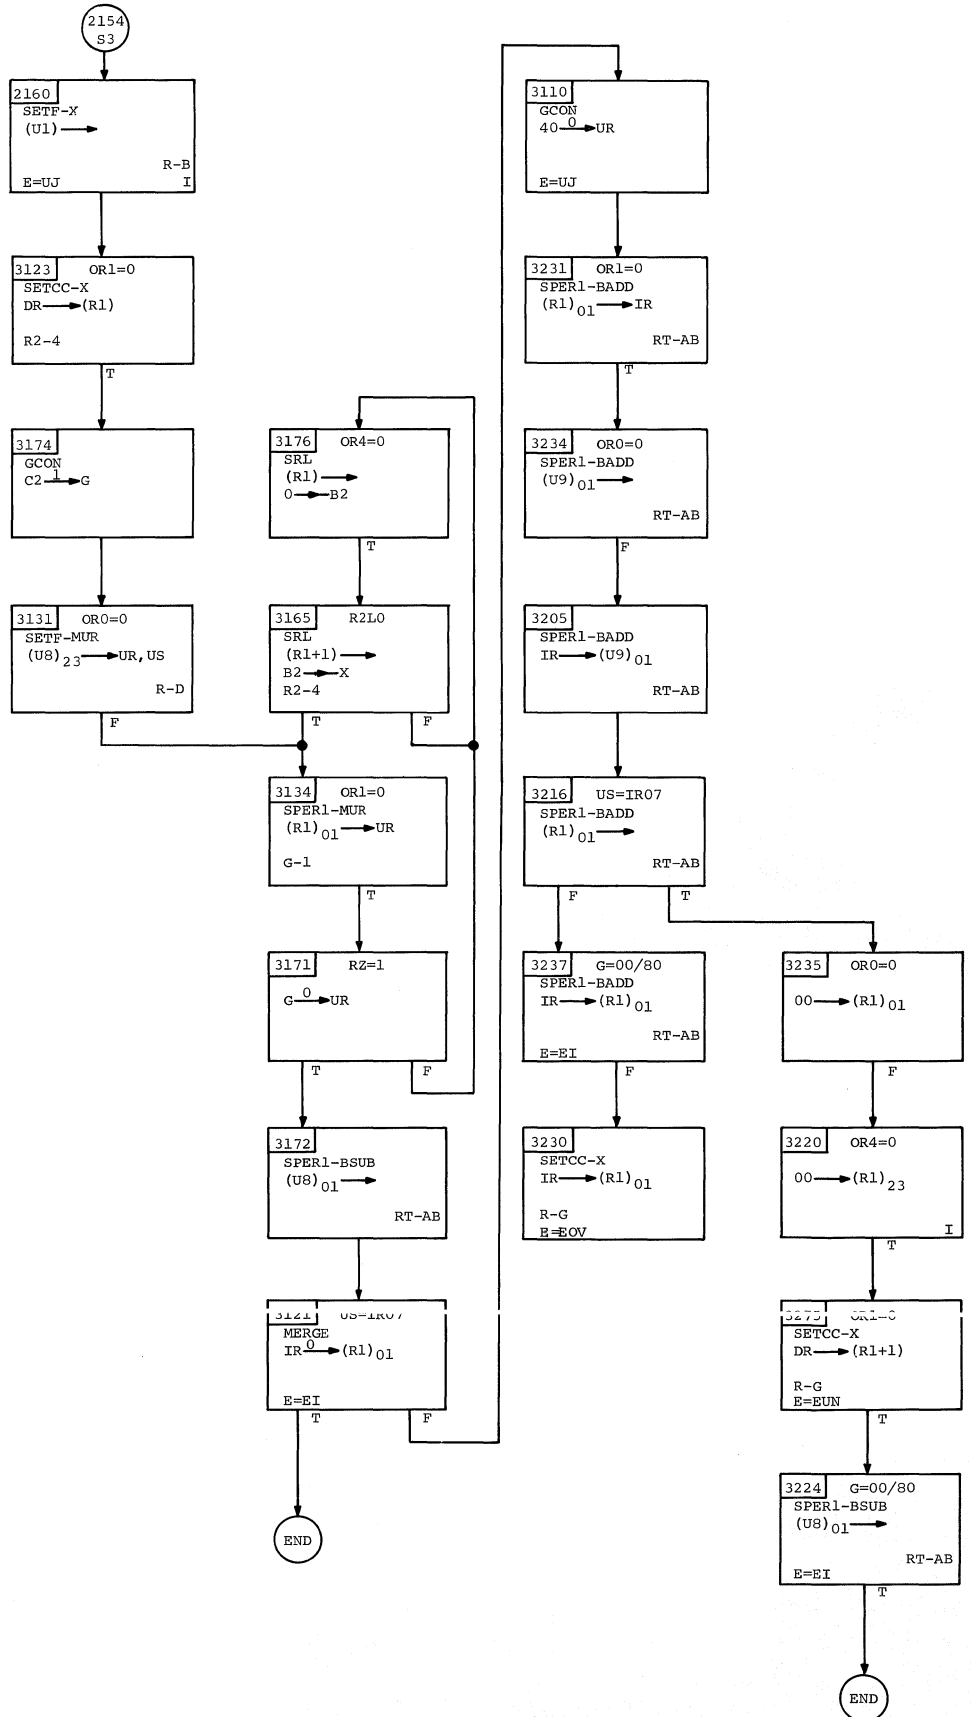 2154
S3
2160
SETF-X
(U1)
R-B
E=UJ
I
3123
OR1=0
SETCC-X
DR (R1)
R2-4
T
3174
GCON
C2 1 G
3131
OR0=0
SETF-MUR
(U8)23 UR,US
R-D
F
3176
OR4=0
SRL
(R1)
0 B2
T
3165
R2L0
SRL
(R1+1)
B2 X
R2-4
T
F
3134
OR1=0
SPER1-MUR
(R1)01 UR
G-1
T
3171
RZ=1
G 0 UR
T
F
3172
SPER1-BSUB
(U8)01
RT-AB
3121
US=IR07
MERGE
IR 0 (R1)01
E=EI
T
F
END
3110
GCON
40 0 UR
E=UJ
3231
OR1=0
SPER1-BADD
(R1)01 IR
RT-AB
T
3234
OR0=0
SPER1-BADD
(U9)01
RT-AB
F
3205
SPER1-BADD
IR (U9)01
RT-AB
3216
US=IR07
SPER1-BADD
(R1)01
RT-AB
F
T
3237
G=00/80
SPER1-BADD
IR (R1)01
RT-AB
E=EI
F
3230
SETCC-X
IR (R1)01
R-G
E=EOV
3235
OR0=0
00 (R1)01
F
3220
OR4=0
00 (R1)23
I
T
OR1=0
SETCC-X
DR (R1+1)
R-G
E=EUN
T
3224
G=00/80
SPER1-BSUB
(U8)01
RT-AB
E=EI
T
END